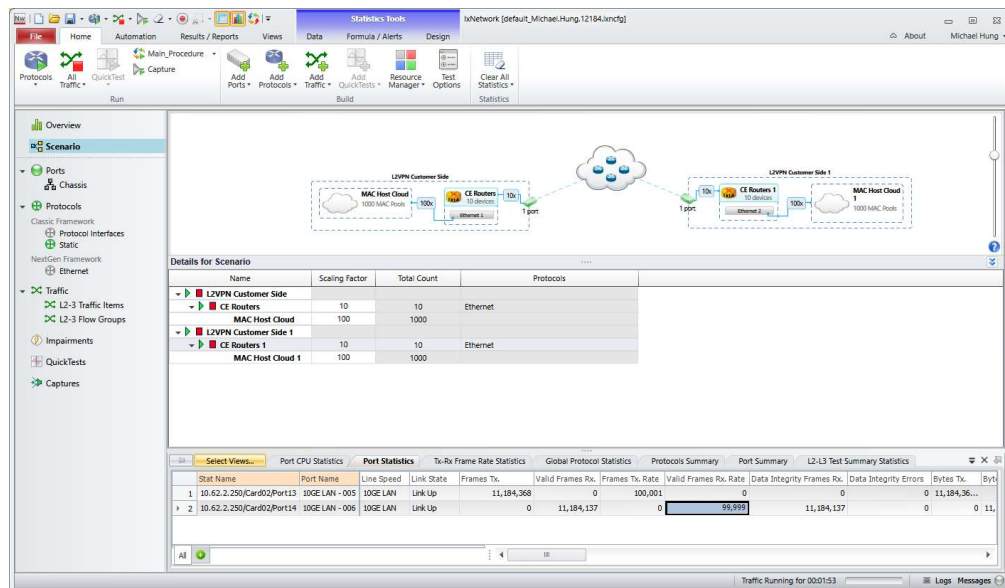 Nw
Statistics Tools
IxNetwork [default_Michael.Hung.12184.ixncfg]
File Home Automation Results / Reports Views Data Formula / Alerts Design About Michael Hung
Protocols
All Traffic
QuickTest
Main_Procedure
Capture
Add Ports
Add Protocols
Add Traffic
Add QuickTests
Resource Manager
Test Options
Clear All Statistics
Run Build Statistics
Overview
Scenario
Ports
Chassis
Protocols
Classic Framework
Protocol Interfaces
Static
NextGen Framework
Ethernet
Traffic
L2-3 Traffic Items
L2-3 Flow Groups
Impairments
QuickTests
Captures
L2VPN Customer Side
MAC Host Cloud
1000 MAC Pools
100x
CE Routers
10 devices
Ethernet 1
10x
1 port
L2VPN Customer Side 1
1 port
10x
CE Routers 1
10 devices
Ethernet 2
100x
MAC Host Cloud 1
1000 MAC Pools
Details for Scenario
Name Scaling Factor Total Count Protocols
L2VPN Customer Side
CE Routers 10 10 Ethernet
MAC Host Cloud 100 1000
L2VPN Customer Side 1
CE Routers 1 10 10 Ethernet
MAC Host Cloud 1 100 1000
Select Views... Port CPU Statistics Port Statistics Tx-Rx Frame Rate Statistics Global Protocol Statistics Protocols Summary Port Summary L2-L3 Test Summary Statistics
Stat Name Port Name Line Speed Link State Frames Tx. Valid Frames Rx. Frames Tx. Rate Valid Frames Rx. Rate Data Integrity Frames Rx. Data Integrity Errors Bytes Tx. Byt
1 10.62.2.250/Card02/Port13 10GE LAN - 005 10GE LAN Link Up 11,184,368 0 100,001 0 0 0 11,184,36...
2 10.62.2.250/Card02/Port14 10GE LAN - 006 10GE LAN Link Up 0 11,184,137 0 99,999 11,184,137 0 0 11,
All
Traffic Running for 00:01:53 Logs Messages